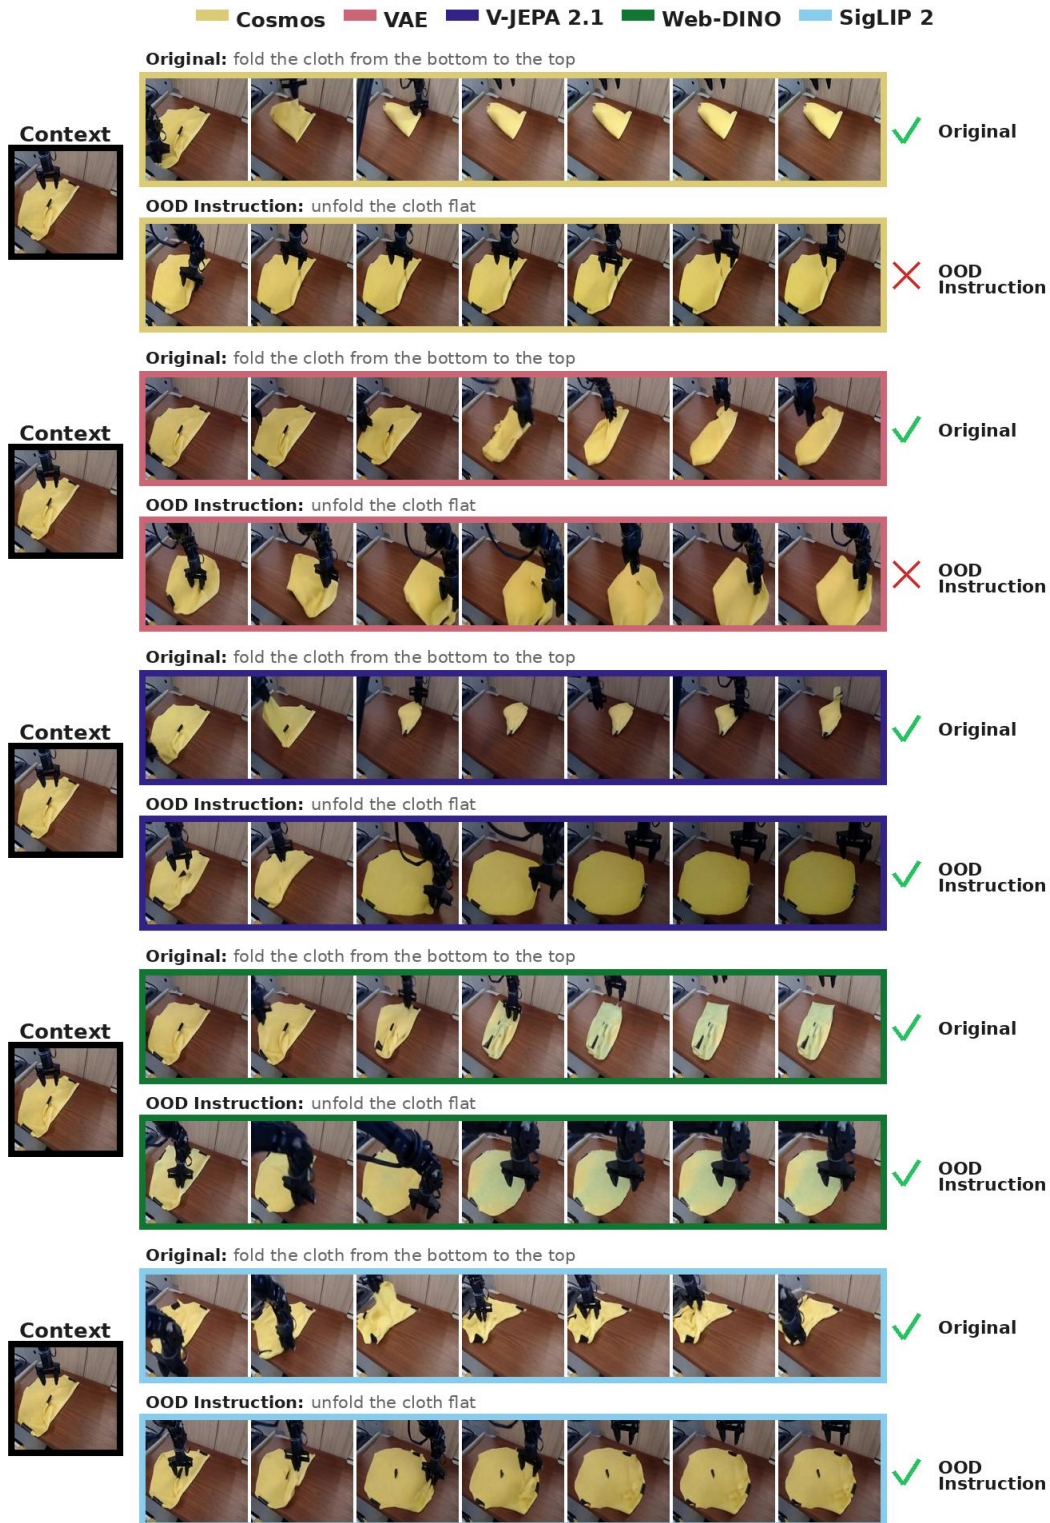 Cosmos VAE V-JEPA 2.1 Web-DINO SigLIP 2
Original: fold the cloth from the bottom to the top
Context
Original
OOD Instruction: unfold the cloth flat
OOD
Instruction
Original: fold the cloth from the bottom to the top
Context
Original
OOD Instruction: unfold the cloth flat
OOD
Instruction
Original: fold the cloth from the bottom to the top
Context
Original
OOD Instruction: unfold the cloth flat
OOD
Instruction
Original: fold the cloth from the bottom to the top
Context
Original
OOD Instruction: unfold the cloth flat
OOD
Instruction
Original: fold the cloth from the bottom to the top
Context
Original
OOD Instruction: unfold the cloth flat
OOD
Instruction